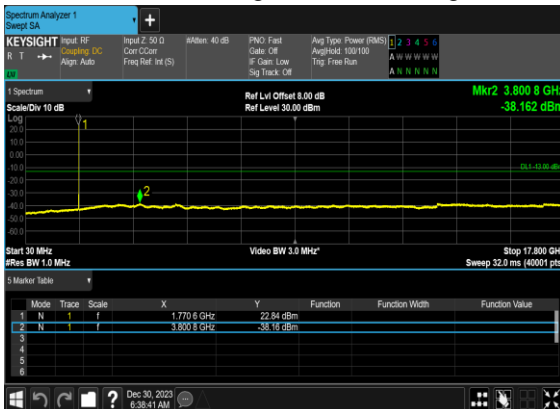 Spectrum Analyzer 1
Swept SA
+
KEYSIGHT Input: RF Input Z: 50 Ω #Atten: 40 dB PNO: Fast Avg Type: Power (RMS) 1 2 3 4 5 6
R T Coupling: DC Corr CCorr Gate: Off Avg|Hold: 100/100 A W W W W W
Align: Auto Freq Ref: Int (S) IF Gain: Low Trig: Free Run
Sig Track: Off A N N N N N
1 Spectrum
Scale/Div 10 dB
Ref Lvl Offset 8.00 dB
Ref Level 30.00 dBm
Mkr2 3.800 8 GHz
-38.162 dBm
Log
20.0
10.0
0.00
-10.0
-20.0
-30.0
-40.0
-50.0
-60.0
1
2
DL1 -13.00 dBm
Start 30 MHz Video BW 3.0 MHz* Stop 17.800 GHz
#Res BW 1.0 MHz Sweep 32.0 ms (40001 pts)
5 Marker Table
Mode Trace Scale X Y Function Function Width Function Value
1 N 1 f 1.770 6 GHz 22.84 dBm
2 N 1 f 3.800 8 GHz -38.16 dBm
3
4
5
6
? Dec 30, 2023
6:38:41 AM